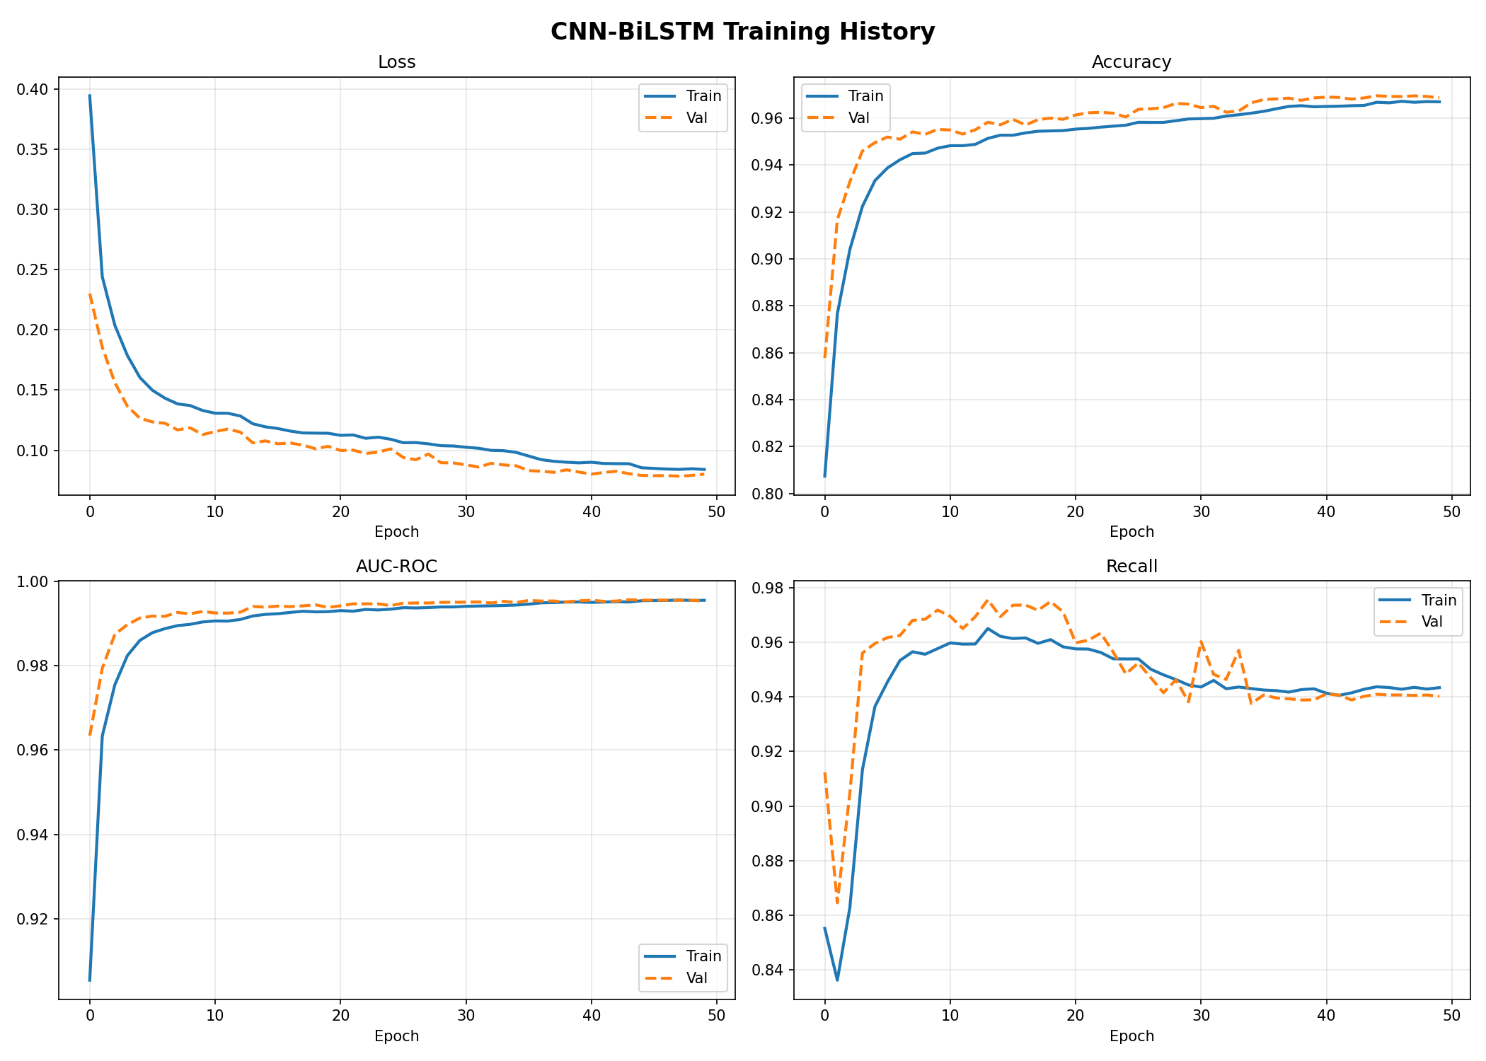 CNN-BiLSTM Training History
Loss
0.40
0.35
0.30
0.25
0.20
0.15
0.10
Train
Val
0 10 20 30 40 50
Epoch
Accuracy
0.96
0.94
0.92
0.90
0.88
0.86
0.84
0.82
0.80
Train
Val
0 10 20 30 40 50
Epoch
AUC-ROC
1.00
0.98
0.96
0.94
0.92
Train
Val
0 10 20 30 40 50
Epoch
Recall
0.98
0.96
0.94
0.92
0.90
0.88
0.86
0.84
Train
Val
0 10 20 30 40 50
Epoch